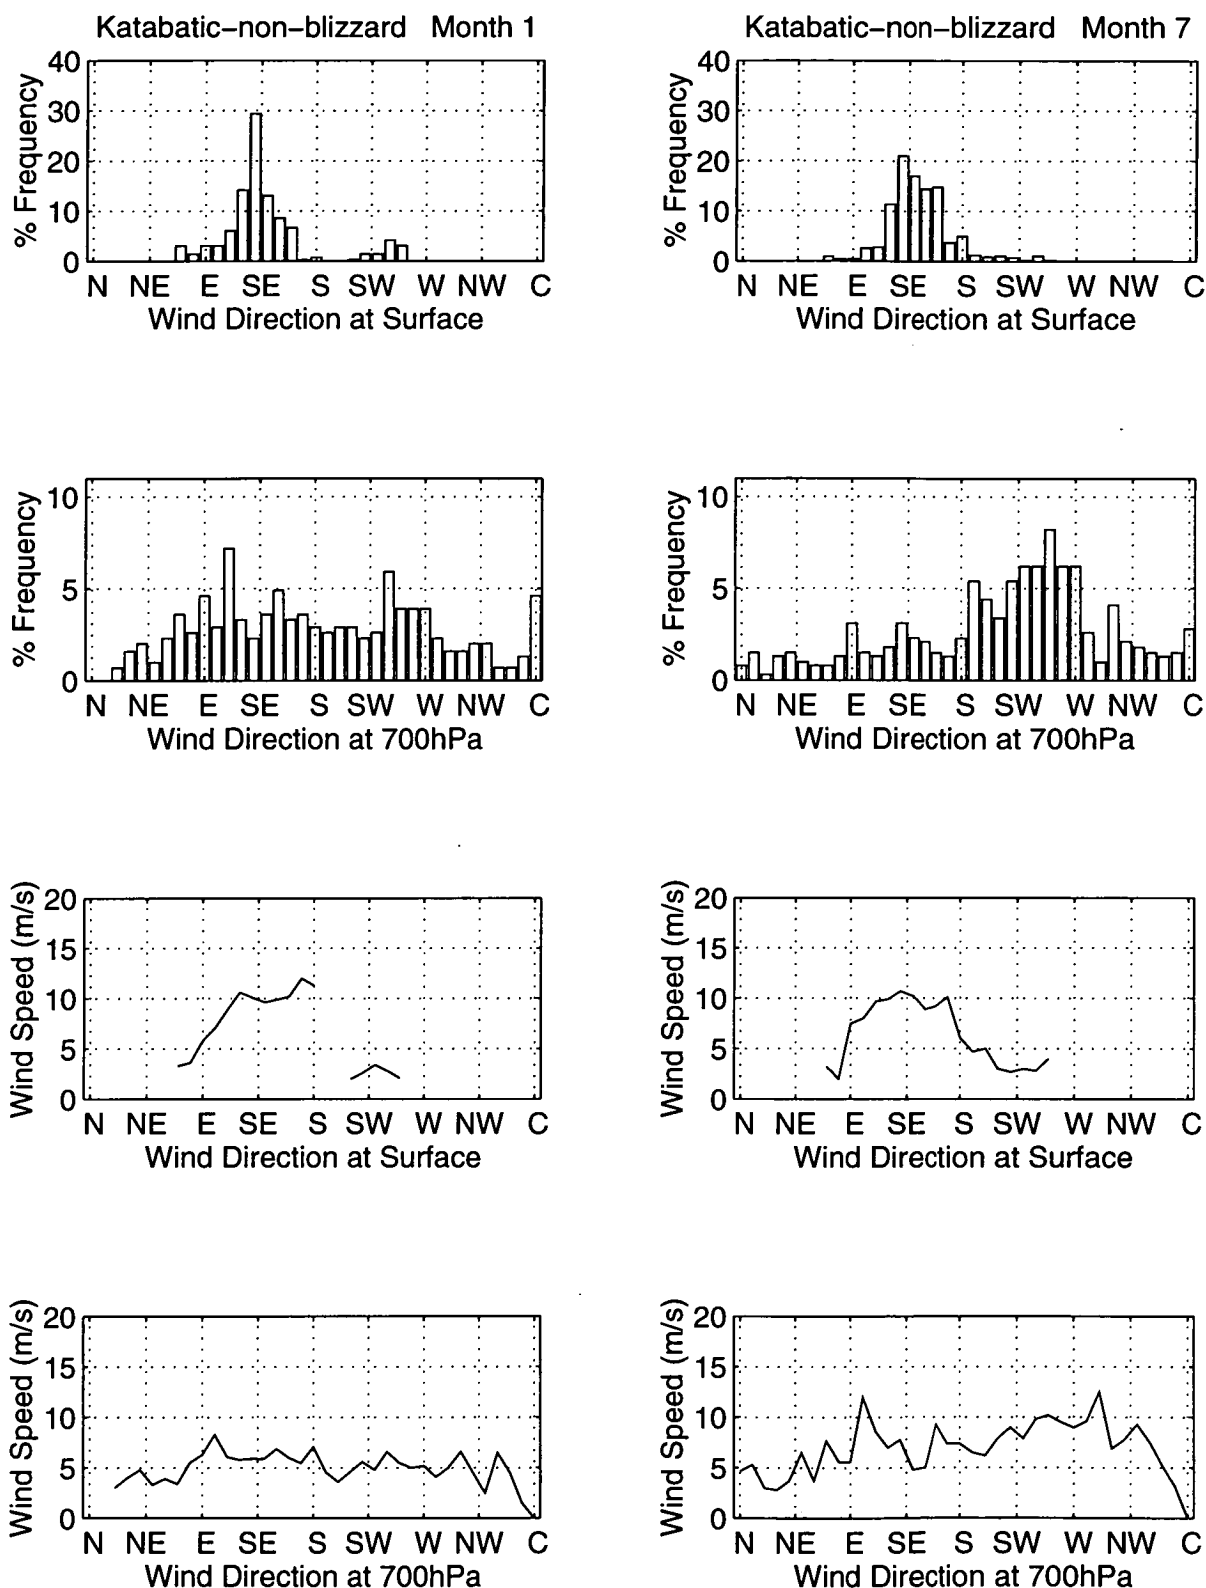 Katabatic-non-blizzard Month 1
40
30
20
10
0
% Frequency
N NE E SE S SW W NW C
Wind Direction at Surface
Katabatic-non-blizzard Month 7
40
30
20
10
0
% Frequency
N NE E SE S SW W NW C
Wind Direction at Surface
10
5
0
% Frequency
N NE E SE S SW W NW C
Wind Direction at 700hPa
10
5
0
% Frequency
N NE E SE S SW W NW C
Wind Direction at 700hPa
20
15
10
5
0
Wind Speed (m/s)
N NE E SE S SW W NW C
Wind Direction at Surface
20
15
10
5
0
Wind Speed (m/s)
N NE E SE S SW W NW C
Wind Direction at Surface
20
15
10
5
0
Wind Speed (m/s)
N NE E SE S SW W NW C
Wind Direction at 700hPa
20
15
10
5
0
Wind Speed (m/s)
N NE E SE S SW W NW C
Wind Direction at 700hPa